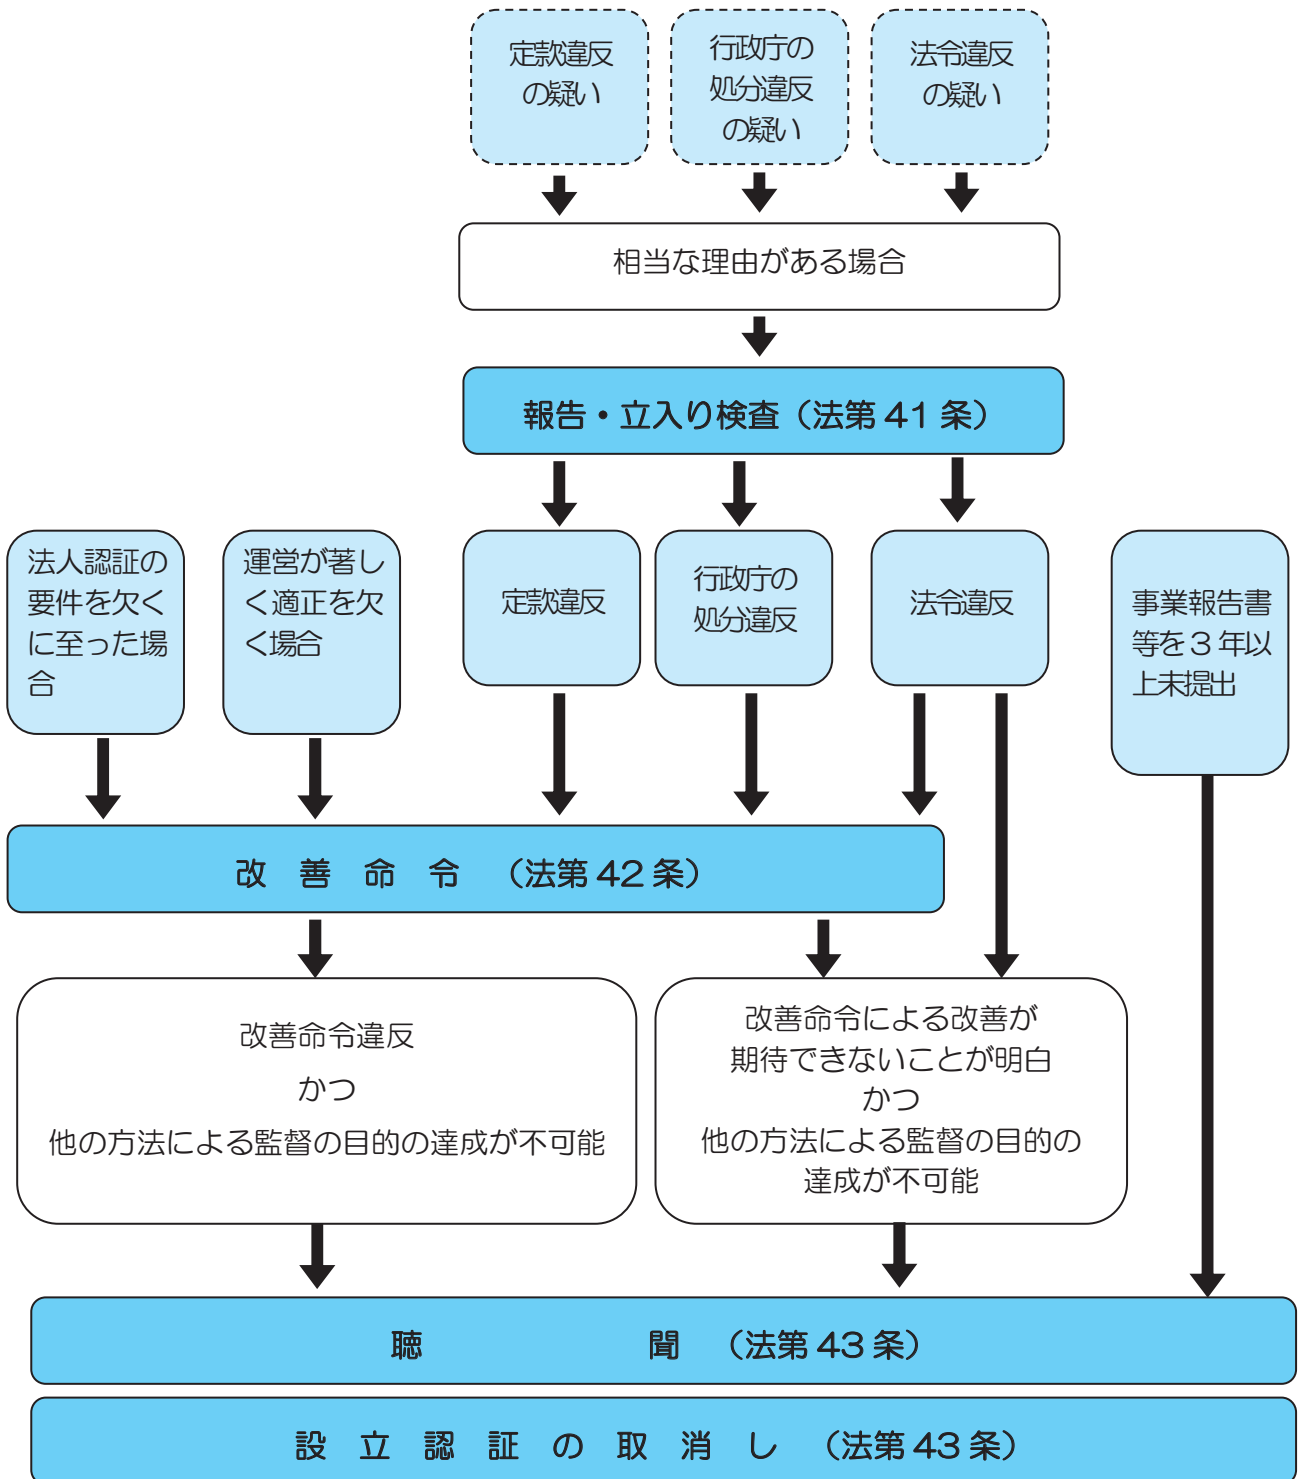 定款違反
の疑い
行政庁の
処分違反
の疑い
法令違反
の疑い
相当な理由がある場合
報告・立入り検査（法第４１条）
法人認証の
要件を欠く
に至った場
合
運営が著し
く適正を欠
く場合
定款違反
行政庁の
処分違反
法令違反
事業報告書
等を３年以
上未提出
改　善　命　令　（法第４２条）
改善命令違反
かつ
他の方法による監督の目的の達成が不可能
改善命令による改善が
期待できないことが明白
かつ
他の方法による監督の目的の
達成が不可能
聴　　　　　　　聞　（法第４３条）
設　立　認　証　の　取　消　し　（法第４３条）